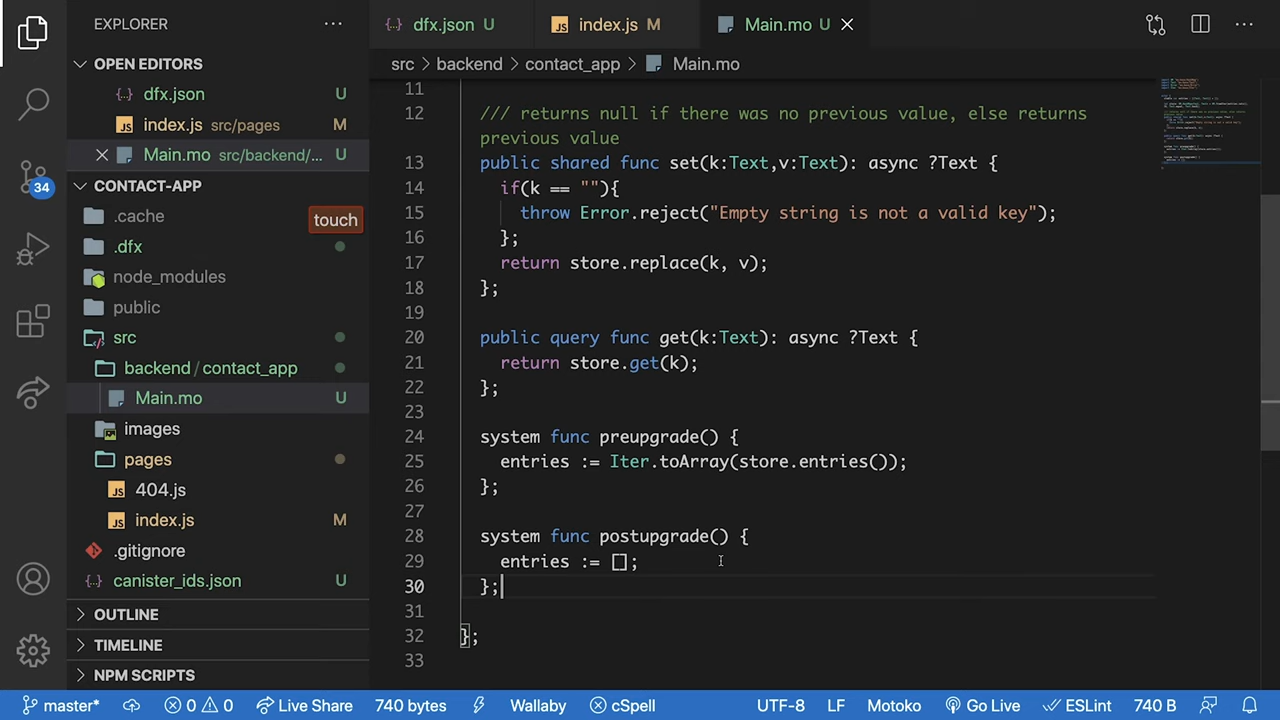 EXPLORER
OPEN EDITORS
dfx.json U
index.js src/pages M
Main.mo src/backend/... U
CONTACT-APP
.cache
touch
.dfx
node_modules
public
src
backend / contact_app
Main.mo U
images
pages
404.js
index.js M
.gitignore
canister_ids.json U
OUTLINE
TIMELINE
NPM SCRIPTS
34
dfx.json U
index.js M
Main.mo U
src > backend > contact_app > Main.mo
11
12 returns null if there was no previous value, else returns
previous value
13 public shared func set(k:Text,v:Text): async ?Text {
14 if(k == ""){
15 throw Error.reject("Empty string is not a valid key");
16 };
17 return store.replace(k, v);
18 };
19
20 public query func get(k:Text): async ?Text {
21 return store.get(k);
22 };
23
24 system func preupgrade() {
25 entries := Iter.toArray(store.entries());
26 };
27
28 system func postupgrade() {
29 entries := [];
30 };
31
32 };
33
master* 0 0 Live Share 740 bytes Wallaby cSpell UTF-8 LF Motoko Go Live ESLint 740 B